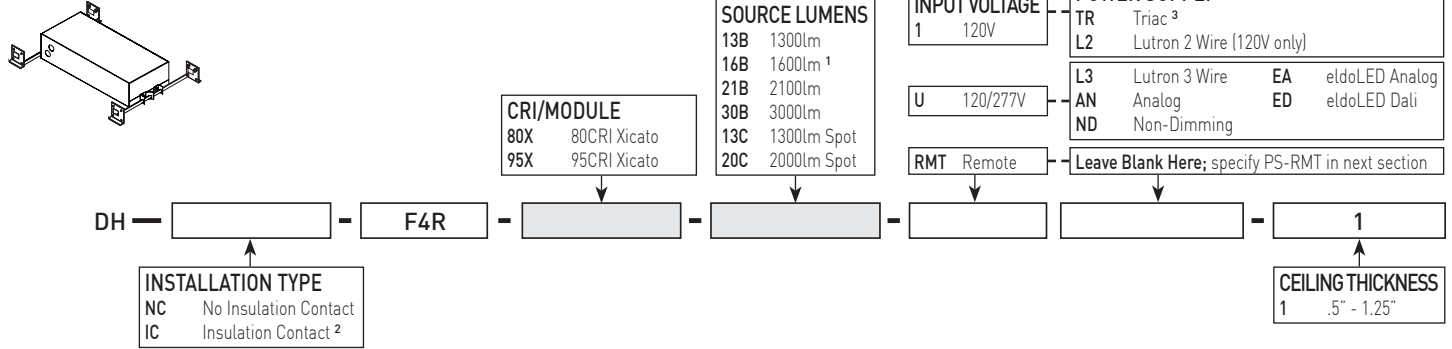 SOURCE LUMENS
13B 1300lm
16B 1600lm ¹
21B 2100lm
30B 3000lm
13C 1300lm Spot
20C 2000lm Spot
INPUT VOLTAGE
1 120V
POWER SUPPLY
TR Triac ³
L2 Lutron 2 Wire (120V only)
U 120/277V
L3 Lutron 3 Wire EA eldoLED Analog
AN Analog ED eldoLED Dali
ND Non-Dimming
CRI/MODULE
80X 80CRI Xicato
95X 95CRI Xicato
RMT Remote
Leave Blank Here; specify PS-RMT in next section
DH — - F4R - - - - 1
INSTALLATION TYPE
NC No Insulation Contact
IC Insulation Contact ²
CEILING THICKNESS
1 .5" - 1.25"